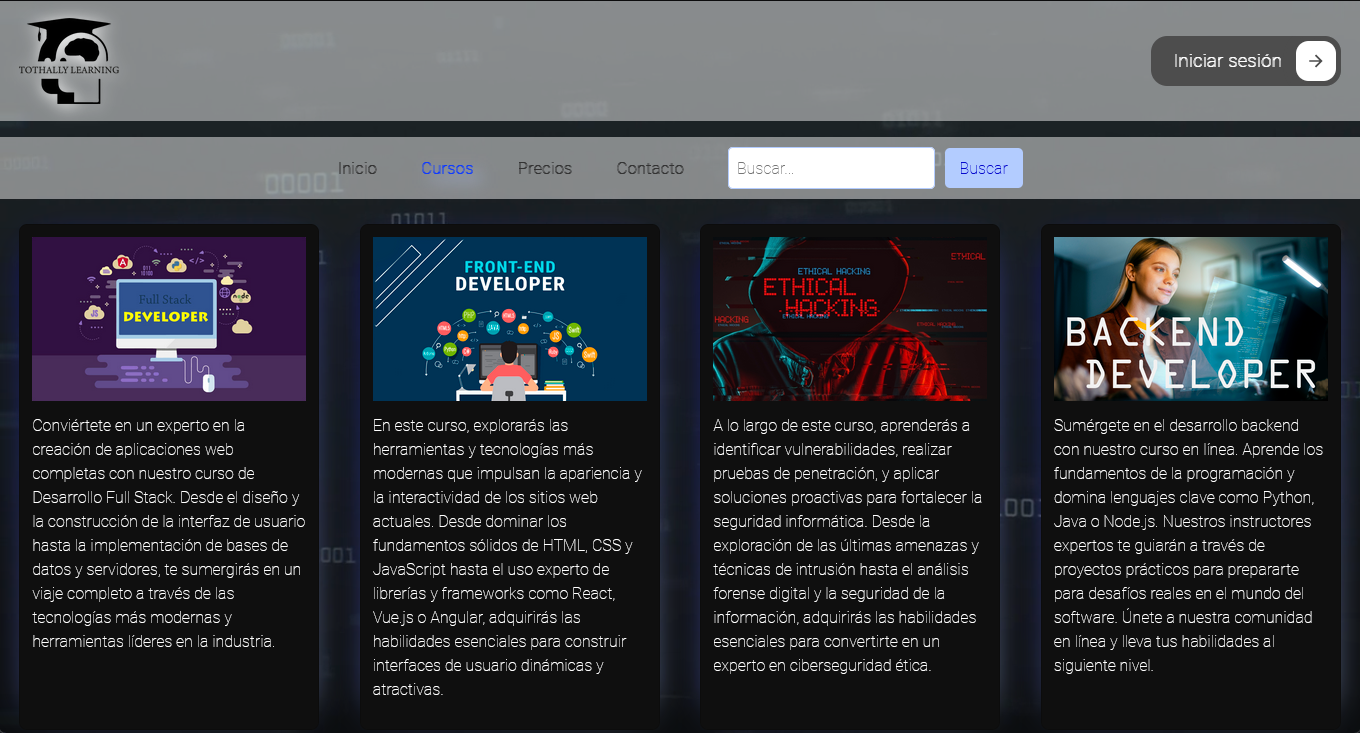 TOTHALLY LEARNING
Iniciar sesión
Inicio
Cursos
Precios
Contacto
Buscar...
Buscar
00001
01011
Full Stack
DEVELOPER
Conviértete en un experto en la
creación de aplicaciones web
completas con nuestro curso de
Desarrollo Full Stack. Desde el diseño y
la construcción de la interfaz de usuario
hasta la implementación de bases de
datos y servidores, te sumergirás en un
viaje completo a través de las
tecnologías más modernas y
herramientas líderes en la industria.
FRONT-END
DEVELOPER
En este curso, explorarás las
herramientas y tecnologías más
modernas que impulsan la apariencia y
la interactividad de los sitios web
actuales. Desde dominar los
fundamentos sólidos de HTML, CSS y
JavaScript hasta el uso experto de
librerías y frameworks como React,
Vue.js o Angular, adquirirás las
habilidades esenciales para construir
interfaces de usuario dinámicas y
atractivas.
ETHICAL
ETHICAL HACKING
ETHICAL
HACKING
ETHICAL HACKING
HACKING
A lo largo de este curso, aprenderás a
identificar vulnerabilidades, realizar
pruebas de penetración, y aplicar
soluciones proactivas para fortalecer la
seguridad informática. Desde la
exploración de las últimas amenazas y
técnicas de intrusión hasta el análisis
forense digital y la seguridad de la
información, adquirirás las habilidades
esenciales para convertirte en un
experto en ciberseguridad ética.
BACKEND
DEVELOPER
Sumérgete en el desarrollo backend
con nuestro curso en línea. Aprende los
fundamentos de la programación y
domina lenguajes clave como Python,
Java o Node.js. Nuestros instructores
expertos te guiarán a través de
proyectos prácticos para prepararte
para desafíos reales en el mundo del
software. Únete a nuestra comunidad
en línea y lleva tus habilidades al
siguiente nivel.